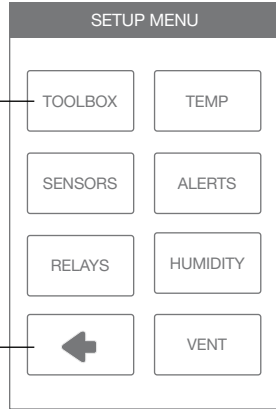 SETUP MENU
TOOLBOX
TEMP
SENSORS
ALERTS
RELAYS
HUMIDITY
VENT